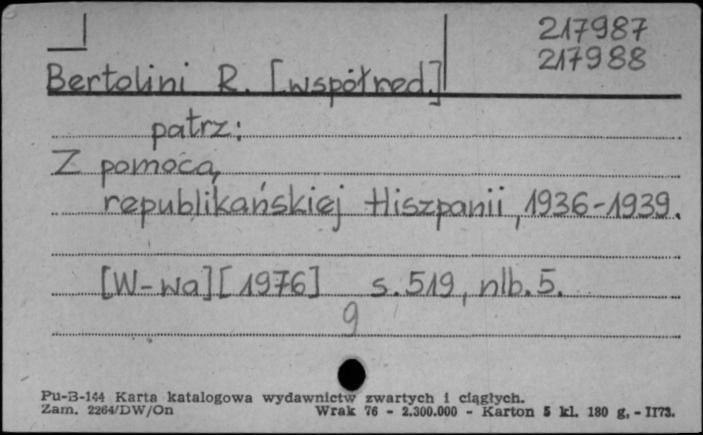 217987
217988
Bertolini R. [współred.]
patrz:
Z pomocą
republikańskiej Hiszpanii, 1936-1939.
[W-wa] [1976] s. 519, nlb. 5.
9
Pu-B-144 Karta katalogowa wydawnictw zwartych i ciągłych.
Zam. 2264/DW/On Wrak 76 - 2.300.000 - Karton 5 kl. 180 g. - II73.